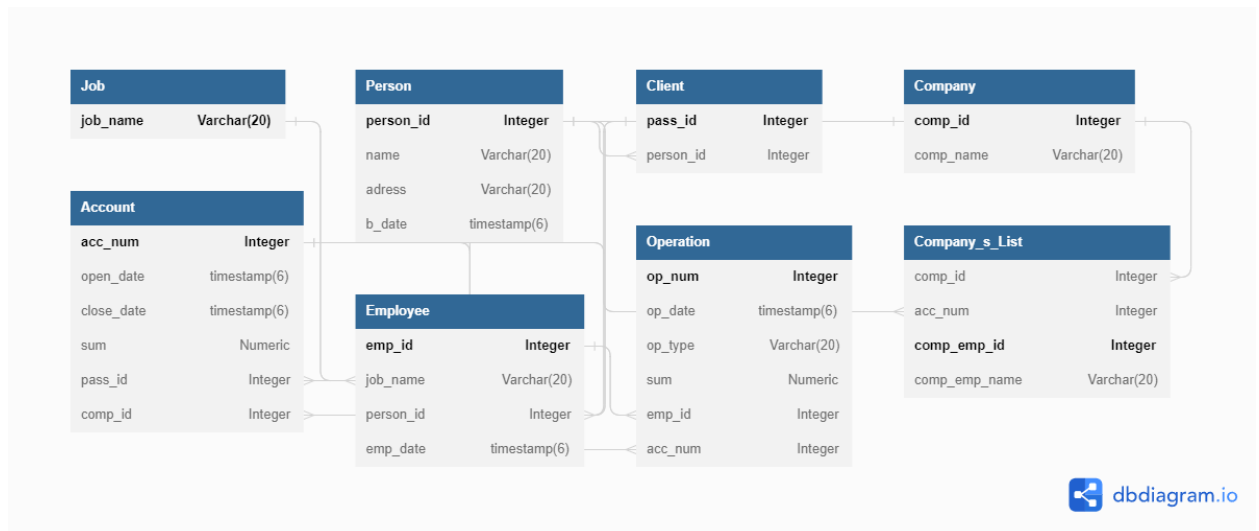 Job
job_name Varchar(20)
Person
person_id Integer
name Varchar(20)
adress Varchar(20)
b_date timestamp(6)
Client
pass_id Integer
person_id Integer
Company
comp_id Integer
comp_name Varchar(20)
Account
acc_num Integer
open_date timestamp(6)
close_date timestamp(6)
sum Numeric
pass_id Integer
comp_id Integer
Employee
emp_id Integer
job_name Varchar(20)
person_id Integer
emp_date timestamp(6)
Operation
op_num Integer
op_date timestamp(6)
op_type Varchar(20)
sum Numeric
emp_id Integer
acc_num Integer
Company_s_List
comp_id Integer
acc_num Integer
comp_emp_id Integer
comp_emp_name Varchar(20)
dbdiagram.io